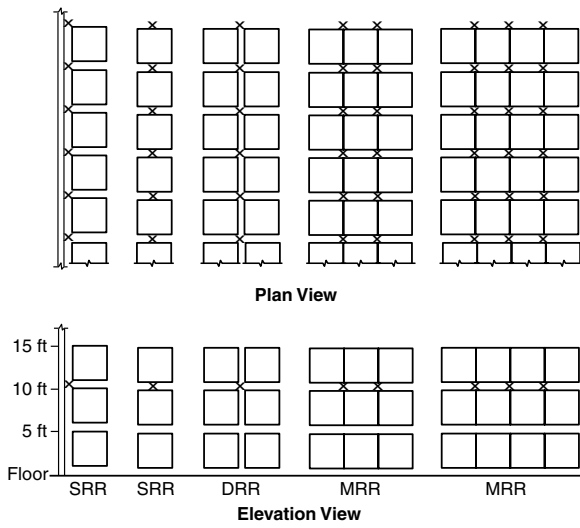 Plan View
15 ft
10 ft
5 ft
Floor
SRR SRR DRR MRR MRR
Elevation View